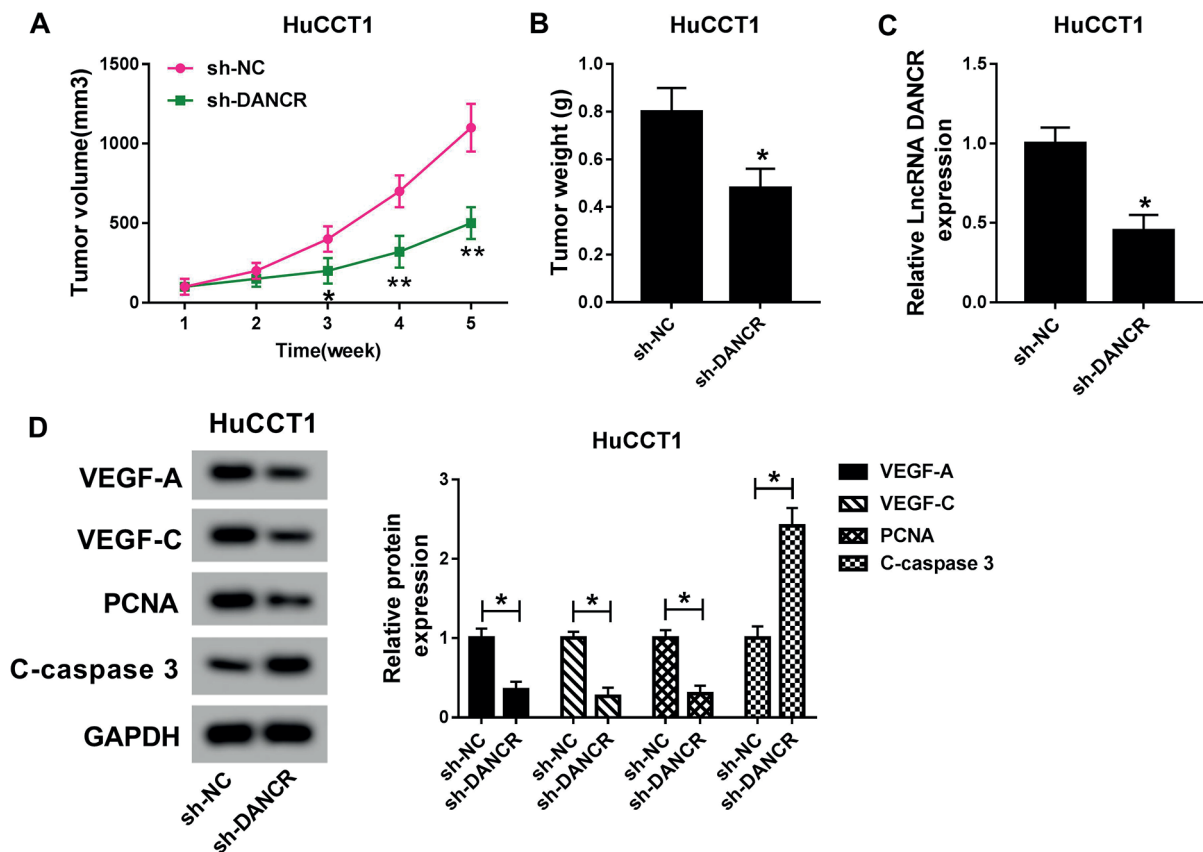 A
HuCCT1
Tumor volume(mm3)
1500
1000
500
0
sh-NC
sh-DANCR
*
**
**
1 2 3 4 5
Time(week)
B
HuCCT1
Tumor weight (g)
1.0
0.8
0.6
0.4
0.2
0.0
*
sh-NC
sh-DANCR
C
HuCCT1
Relative LncRNA DANCR
expression
1.5
1.0
0.5
0.0
*
sh-NC
sh-DANCR
D
HuCCT1
VEGF-A
VEGF-C
PCNA
C-caspase 3
GAPDH
sh-NC
sh-DANCR
HuCCT1
Relative protein
expression
3
2
1
0
*
*
*
*
sh-NC
sh-DANCR
sh-NC
sh-DANCR
sh-NC
sh-DANCR
sh-NC
sh-DANCR
VEGF-A
VEGF-C
PCNA
C-caspase 3